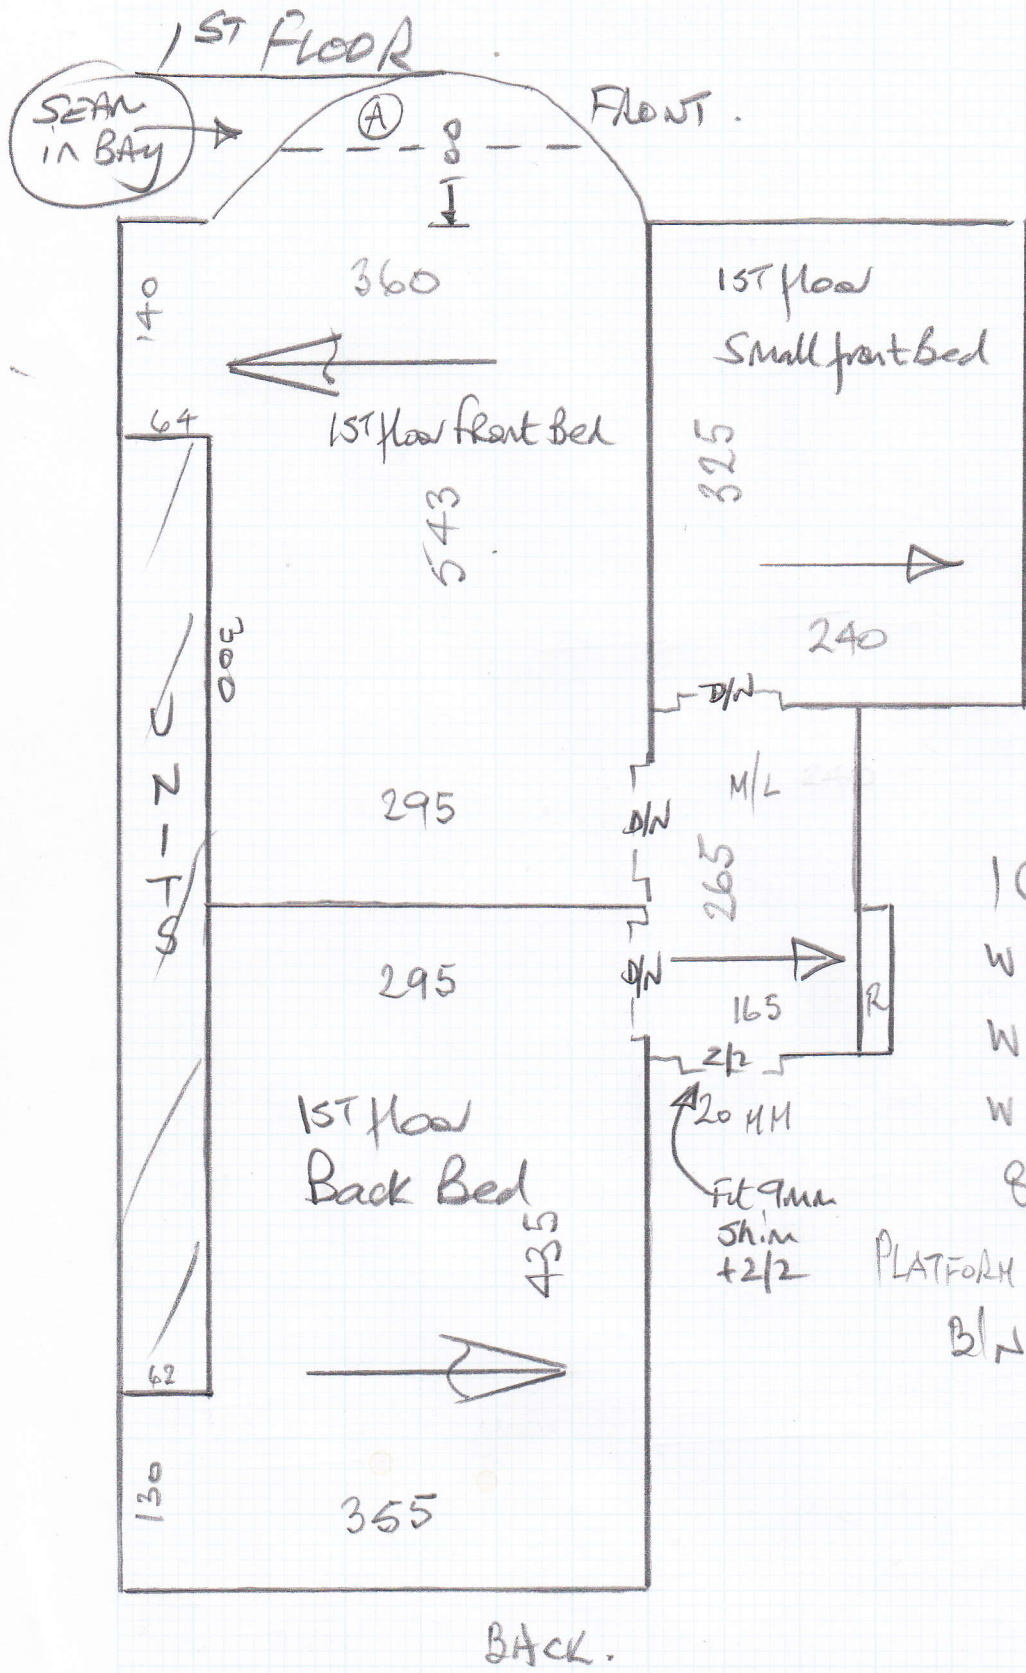 1ST FLOOR
SEAM
in BAY
A
FRONT.
80
360
140
1ST floor
Small front Bed
64
1ST floor front Bed
325
543
300
240
D/N
M/L
UNITS
295
D/N
265
295
D/N
165
R
W
W
W
2/2
20 MM
1ST floor
Back Bed
Fit 9mm
Shim
+2/2
435
PLATFORM
B/N
62
130
355
BACK.